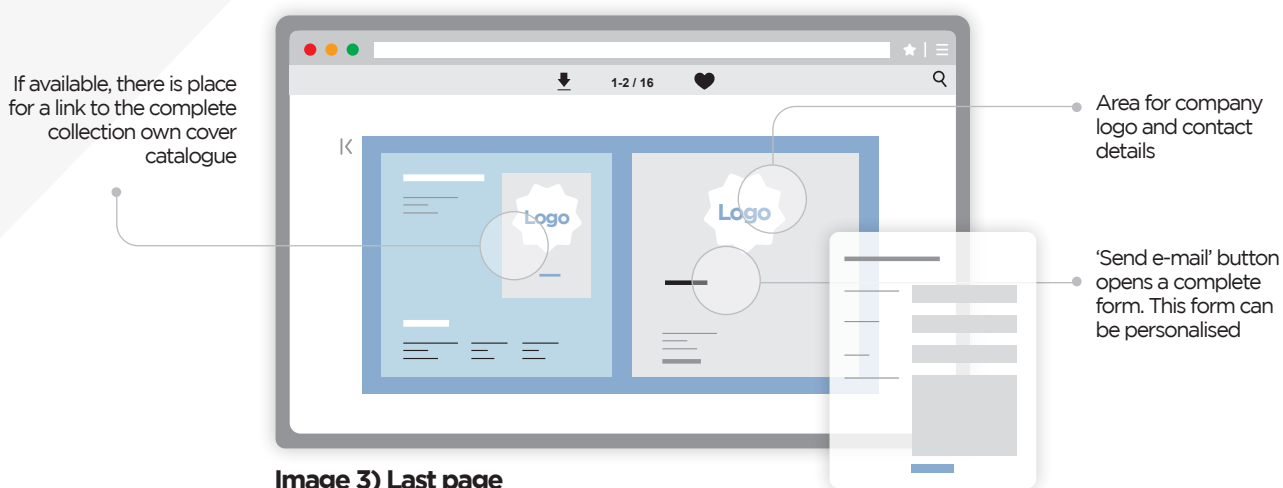 If available, there is place
for a link to the complete
collection own cover
catalogue
1-2 / 16
Logo
Logo
Area for company
logo and contact
details
‘Send e-mail’ button
opens a complete
form. This form can
be personalised
Image 3) Last page